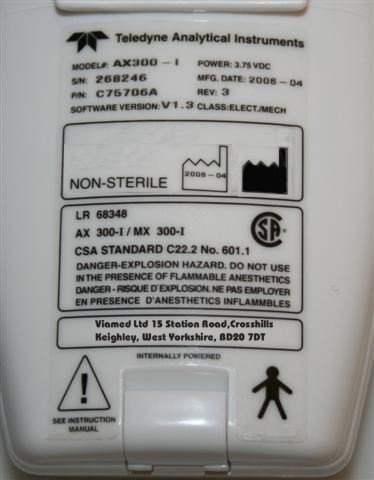 Teledyne Analytical Instruments
MODEL#: AX300 - I POWER: 3.75 VDC
S/N: 268246 MFG. DATE: 2008-04
P/N: C75706A REV: 3
SOFTWARE VERSION: V1.3 CLASS:ELECT./MECH
NON-STERILE
2008-04
LR 68348
AX 300-I / MX 300-I
CSA STANDARD C22.2 No. 601.1
DANGER-EXPLOSION HAZARD. DO NOT USE
IN THE PRESENCE OF FLAMMABLE ANESTHETICS
DANGER - RISQUE D'EXPLOSION. NE PAS EMPLOYER
EN PRESENCE D'ANESTHETICS INFLAMMBLES
Viamed Ltd 15 Station Road,Crosshills
Keighley, West Yorkshire, BD20 7DT
INTERNALLY POWERED
!
SEE INSTRUCTION
MANUAL